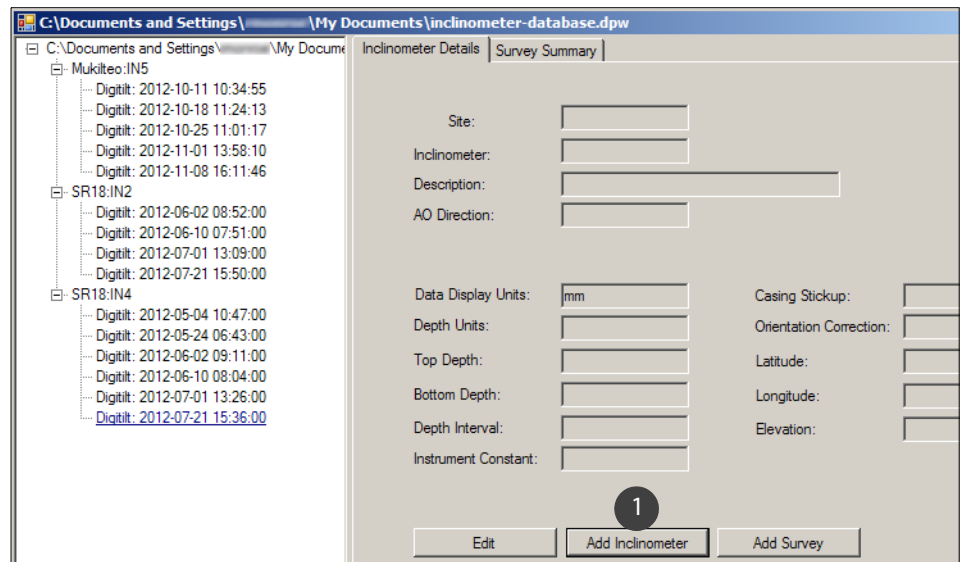 C:\Documents and Settings\ \My Documents\inclinometer-database.dpw
C:\Documents and Settings\ \My Docume
Mukilteo:IN5
Digitilt: 2012-10-11 10:34:55
Digitilt: 2012-10-18 11:24:13
Digitilt: 2012-10-25 11:01:17
Digitilt: 2012-11-01 13:58:10
Digitilt: 2012-11-08 16:11:46
SR18:IN2
Digitilt: 2012-06-02 08:52:00
Digitilt: 2012-06-10 07:51:00
Digitilt: 2012-07-01 13:09:00
Digitilt: 2012-07-21 15:50:00
SR18:IN4
Digitilt: 2012-05-04 10:47:00
Digitilt: 2012-05-24 06:43:00
Digitilt: 2012-06-02 09:11:00
Digitilt: 2012-06-10 08:04:00
Digitilt: 2012-07-01 13:26:00
Digitilt: 2012-07-21 15:36:00
Inclinometer Details Survey Summary
Site:
Inclinometer:
Description:
AO Direction:
Data Display Units: mm Casing Stickup:
Depth Units: Orientation Correction:
Top Depth: Latitude:
Bottom Depth: Longitude:
Depth Interval: Elevation:
Instrument Constant:
1
Edit Add Inclinometer Add Survey